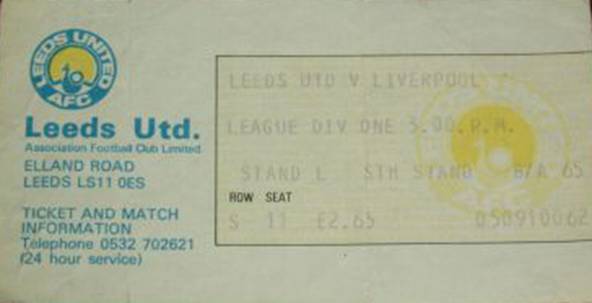 LEEDS UNITED AFC
Leeds Utd.
Association Football Club Limited
ELLAND ROAD
LEEDS LS11 0ES
TICKET AND MATCH
INFORMATION
Telephone 0532 702621
(24 hour service)
LEEDS UTD V LIVERPOOL
LEAGUE DIV ONE 3.00.P.M.
STAND L STH STAND B/A 65
ROW SEAT
S 11 £2.65 050910062